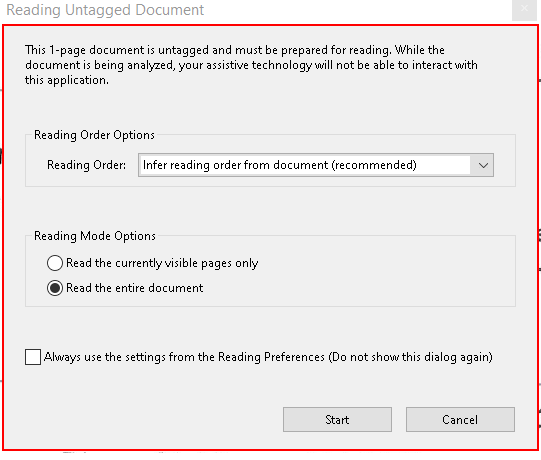 Reading Untagged Document
This 1-page document is untagged and must be prepared for reading. While the
document is being analyzed, your assistive technology will not be able to interact with
this application.
Reading Order Options
Reading Order: Infer reading order from document (recommended)
Reading Mode Options
Read the currently visible pages only
Read the entire document
Always use the settings from the Reading Preferences (Do not show this dialog again)
Start Cancel